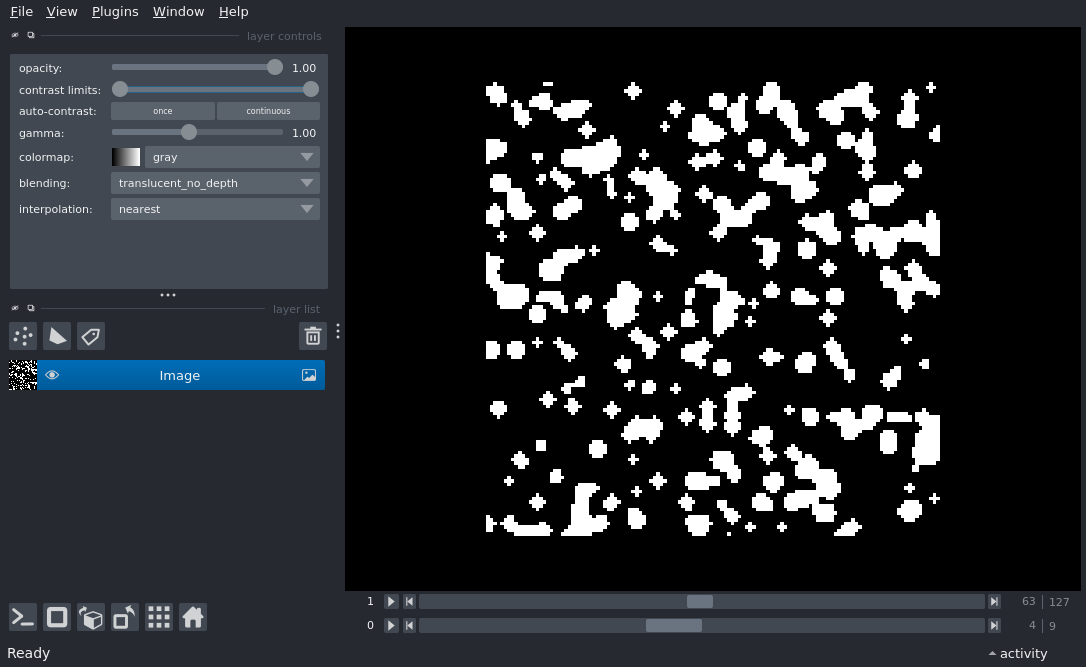 File View Plugins Window Help
layer controls
opacity: 1.00
contrast limits:
auto-contrast: once continuous
gamma: 1.00
colormap: gray
blending: translucent_no_depth
interpolation: nearest
layer list
Image
1 63 127
0 4 9
Ready activity